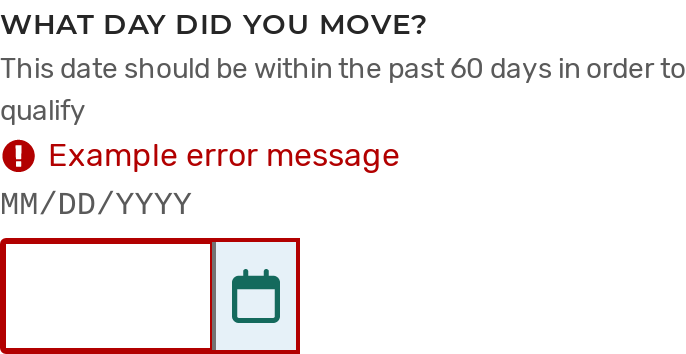 WHAT DAY DID YOU MOVE?
This date should be within the past 60 days in order to
qualify
Example error message
MM/DD/YYYY